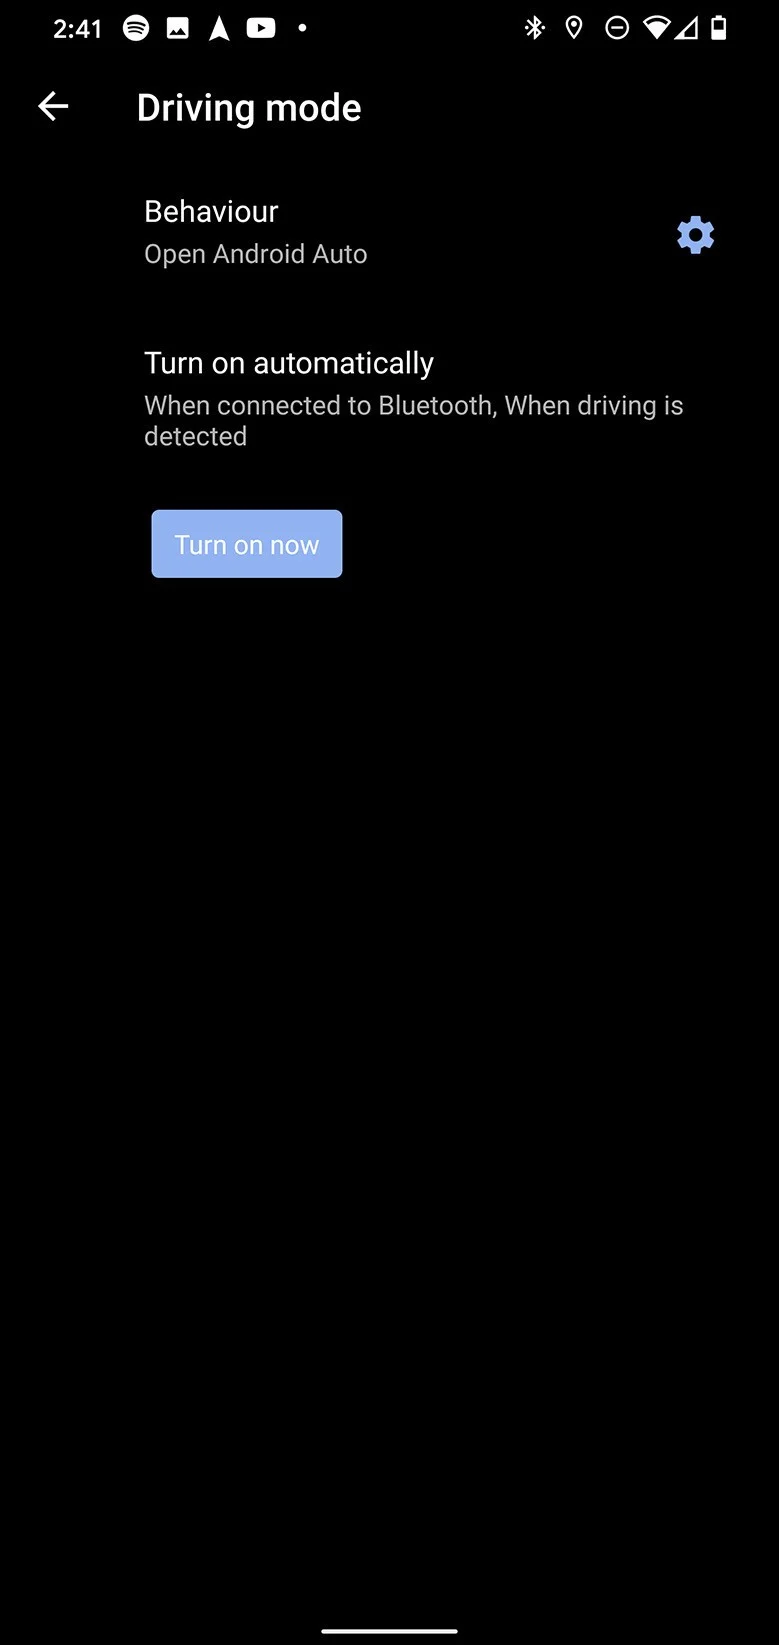 2:41
Driving mode
Behaviour
Open Android Auto
Turn on automatically
When connected to Bluetooth, When driving is
detected
Turn on now